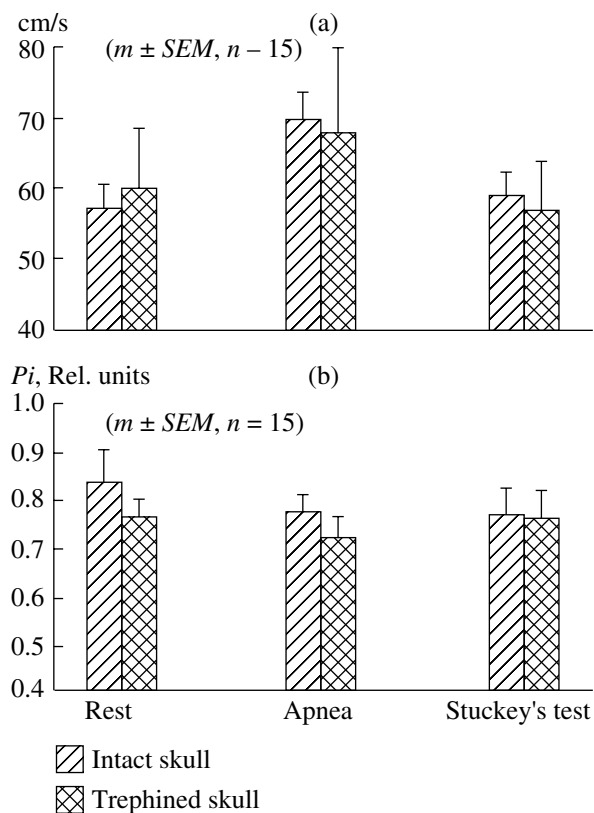 cm/s (a)
80
(m ± SEM, n – 15)
70
60
50
40
Pi, Rel. units (b)
1.0
(m ± SEM, n = 15)
0.9
0.8
0.7
0.6
0.5
0.4
Rest Apnea Stuckey's test
Intact skull
Trephined skull